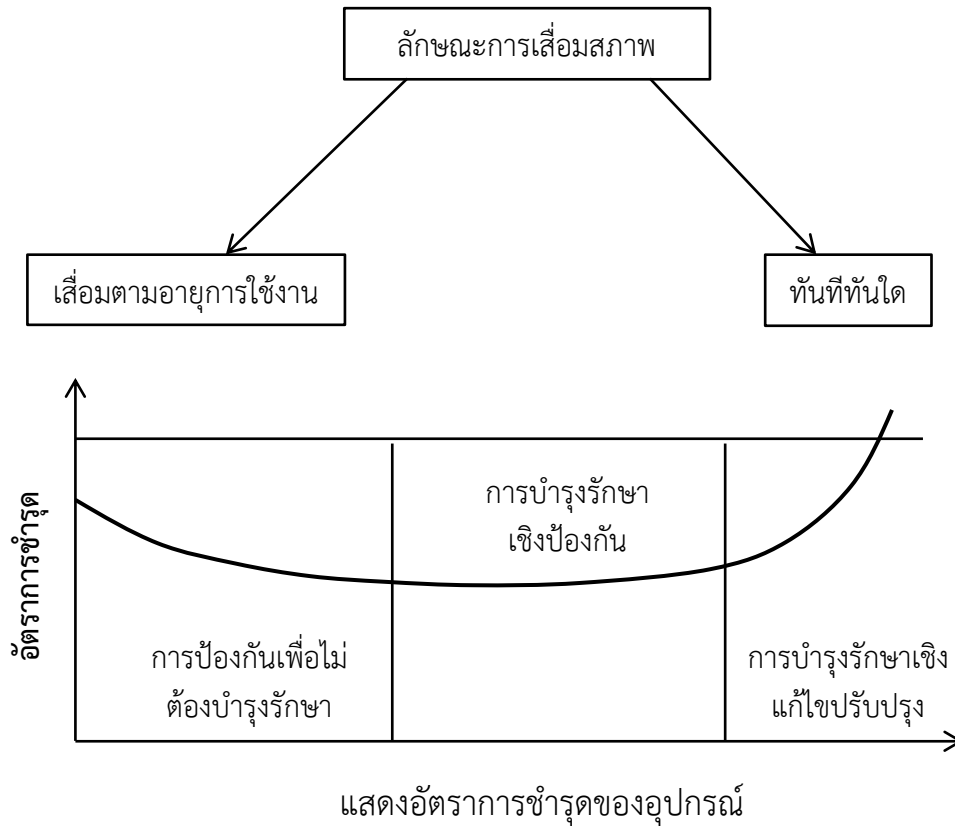 ลักษณะการเสื่อมสภาพ
เสื่อมตามอายุการใช้งาน
ทันทีทันใด
อัตราการชำรุด
การบำรุงรักษา
เชิงป้องกัน
การป้องกันเพื่อไม่
ต้องบำรุงรักษา
การบำรุงรักษาเชิง
แก้ไขปรับปรุง
แสดงอัตราการชำรุดของอุปกรณ์